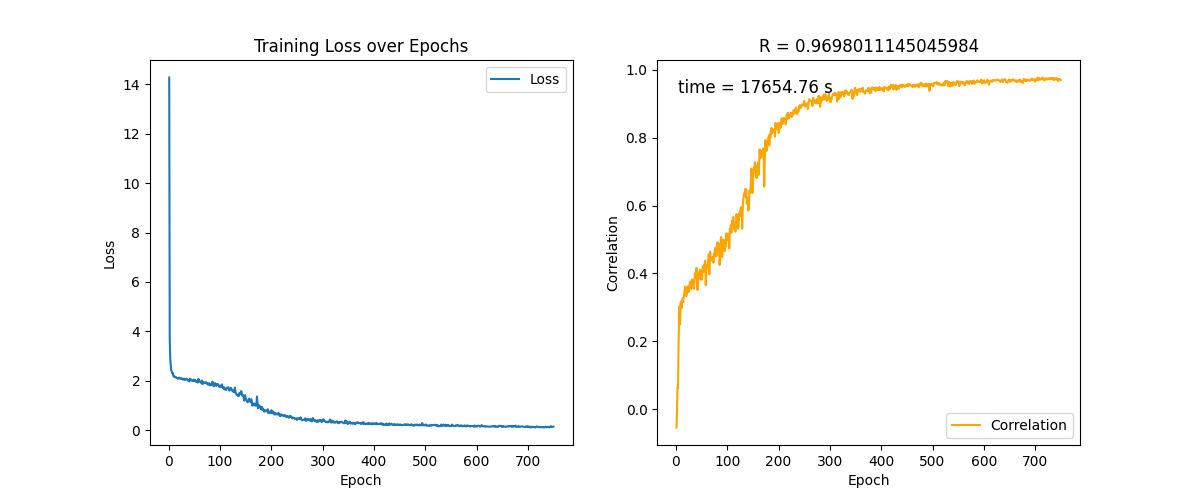 Training Loss over Epochs
Loss
14
12
10
8
6
4
2
0
Loss
0 100 200 300 400 500 600 700
Epoch
R = 0.9698011145045984
time = 17654.76 s
1.0
0.8
0.6
0.4
0.2
0.0
Correlation
Correlation
0 100 200 300 400 500 600 700
Epoch